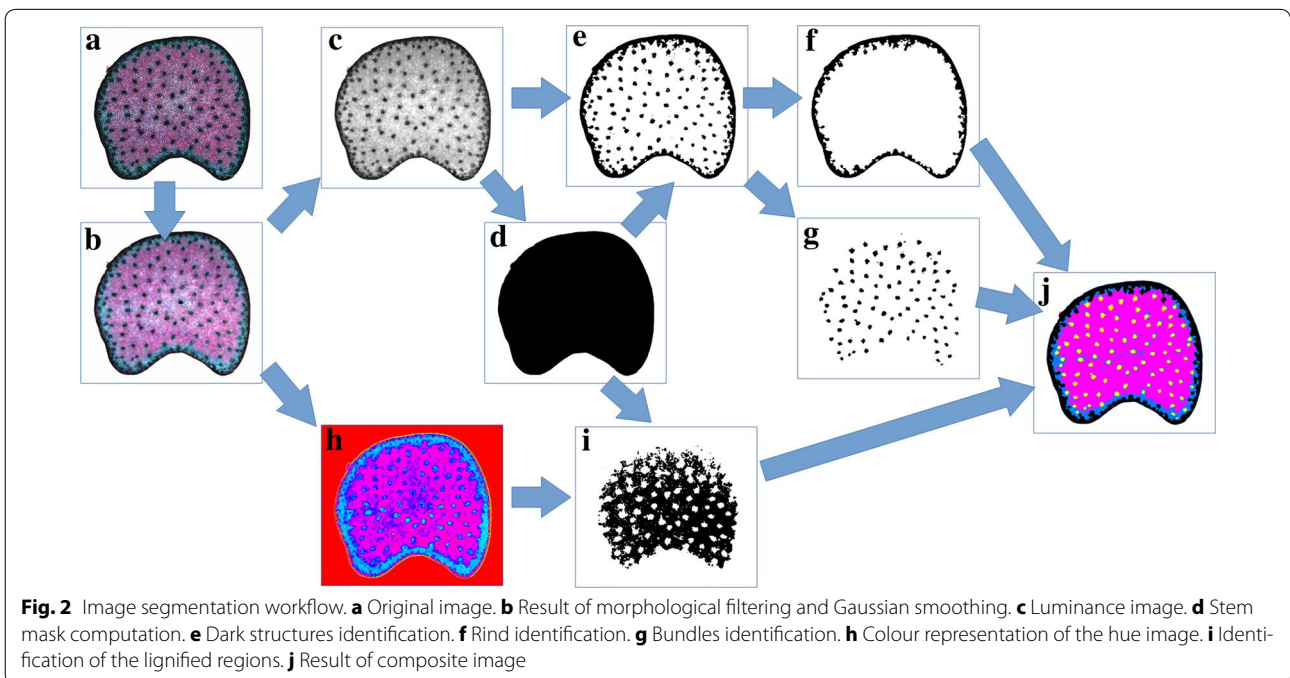 a
c
e
f
b
d
g
j
h
i
Fig. 2 Image segmentation workflow. a Original image. b Result of morphological filtering and Gaussian smoothing. c Luminance image. d Stem
mask computation. e Dark structures identification. f Rind identification. g Bundles identification. h Colour representation of the hue image. i Identi-
fication of the lignified regions. j Result of composite image